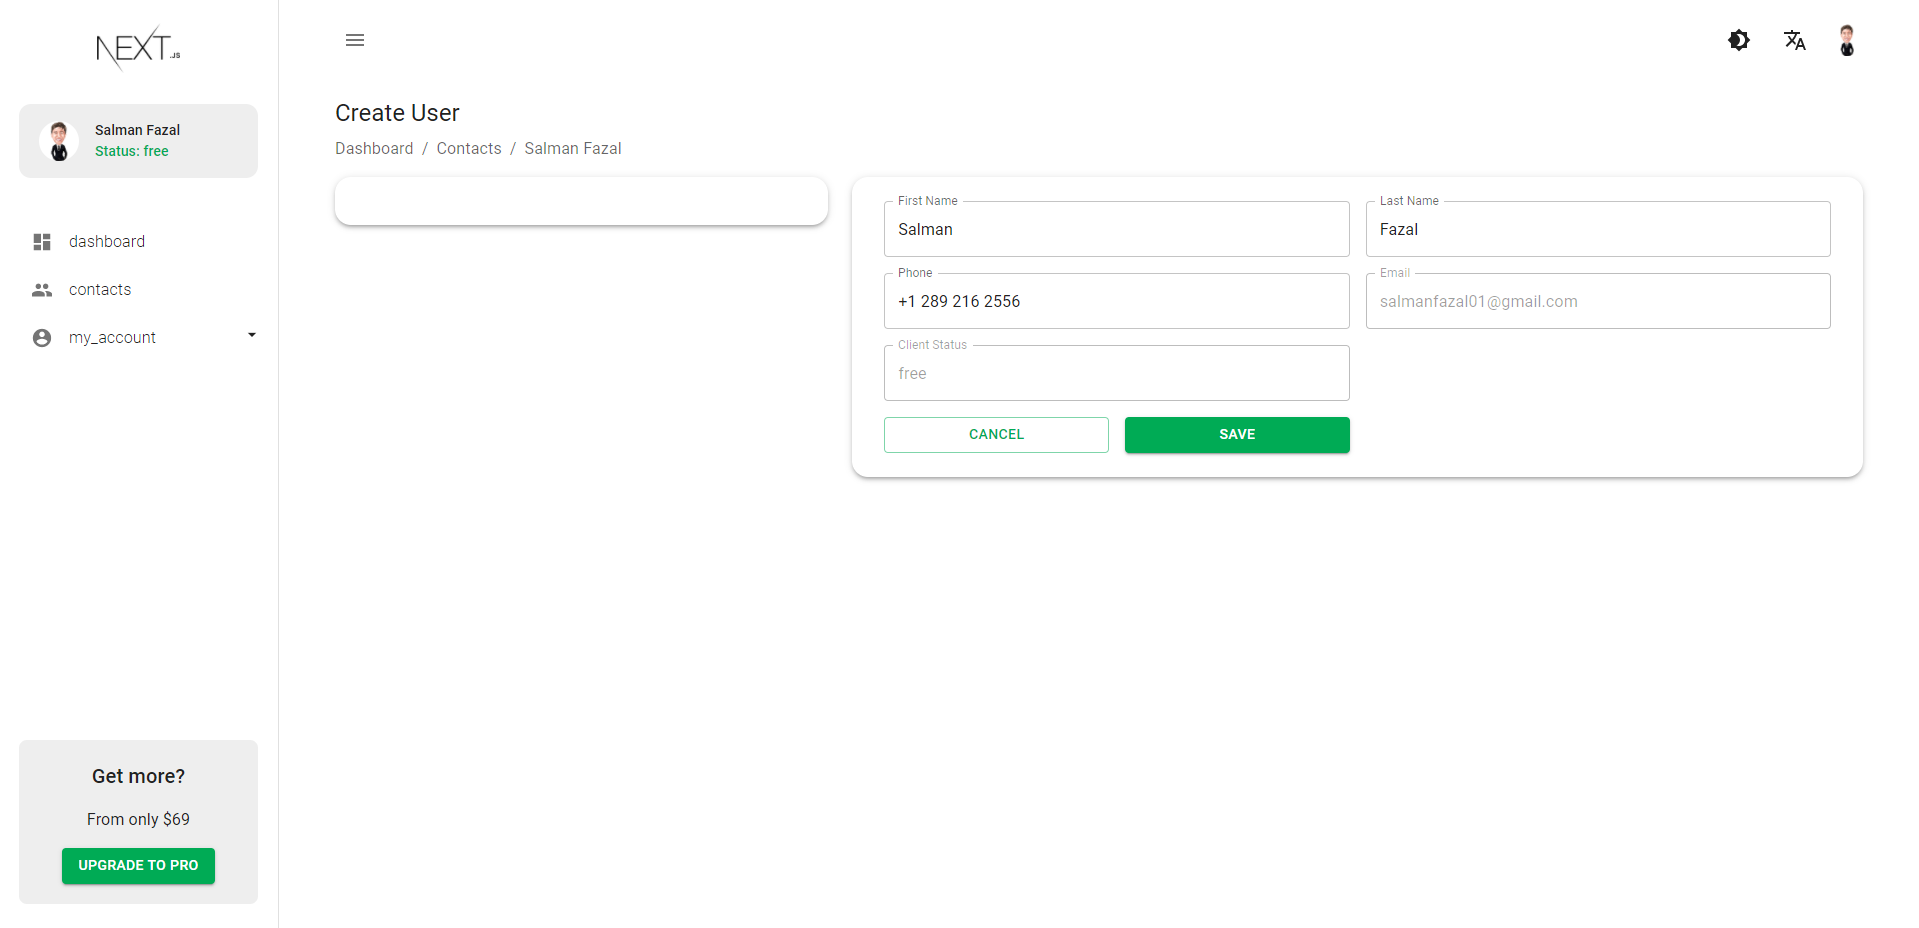 NEXT.JS
Salman Fazal
Status: free
dashboard
contacts
my_account
Get more?
From only $69
UPGRADE TO PRO
Create User
Dashboard / Contacts / Salman Fazal
First Name
Salman
Last Name
Fazal
Phone
+1 289 216 2556
Email
salmanfazal01@gmail.com
Client Status
free
CANCEL
SAVE